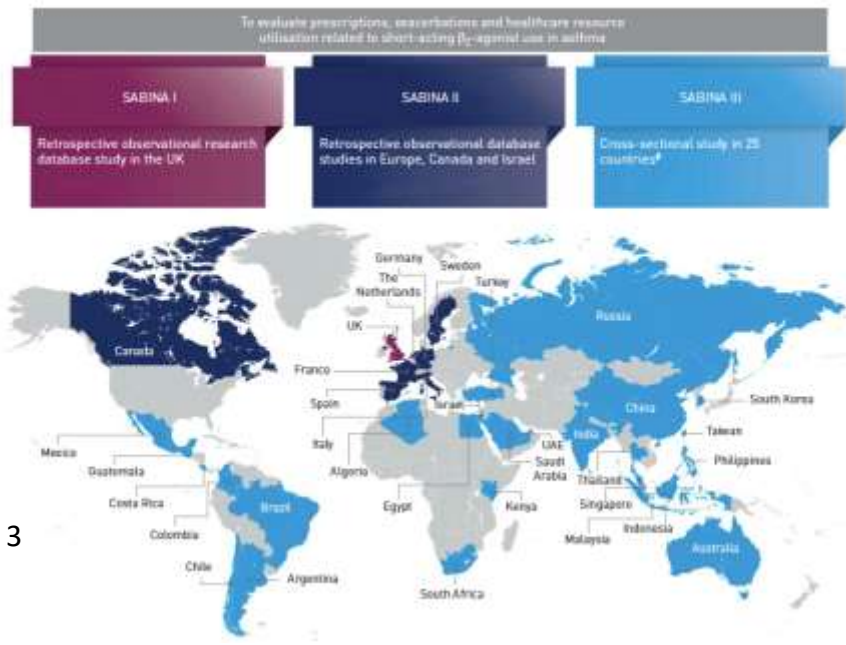 To evaluate prescriptions, exacerbations and healthcare resource
utilisation related to short-acting β2-agonist use in asthma
SABINA I
SABINA II
SABINA III
Retrospective observational research
database study in the UK
Retrospective observational database
studies in Europe, Canada and Israel
Cross-sectional study in 25
countries#
Germany
Sweden
The
Netherlands
Turkey
UK
Russia
Canada
France
Spain
Israel
China
South Korea
Italy
India
Taiwan
Mexico
UAE
Algeria
Saudi
Arabia
Philippines
Guatemala
Thailand
Egypt
Kenya
Singapore
Costa Rica
Brazil
Indonesia
3
Colombia
Malaysia
Australia
Chile
Argentina
South Africa